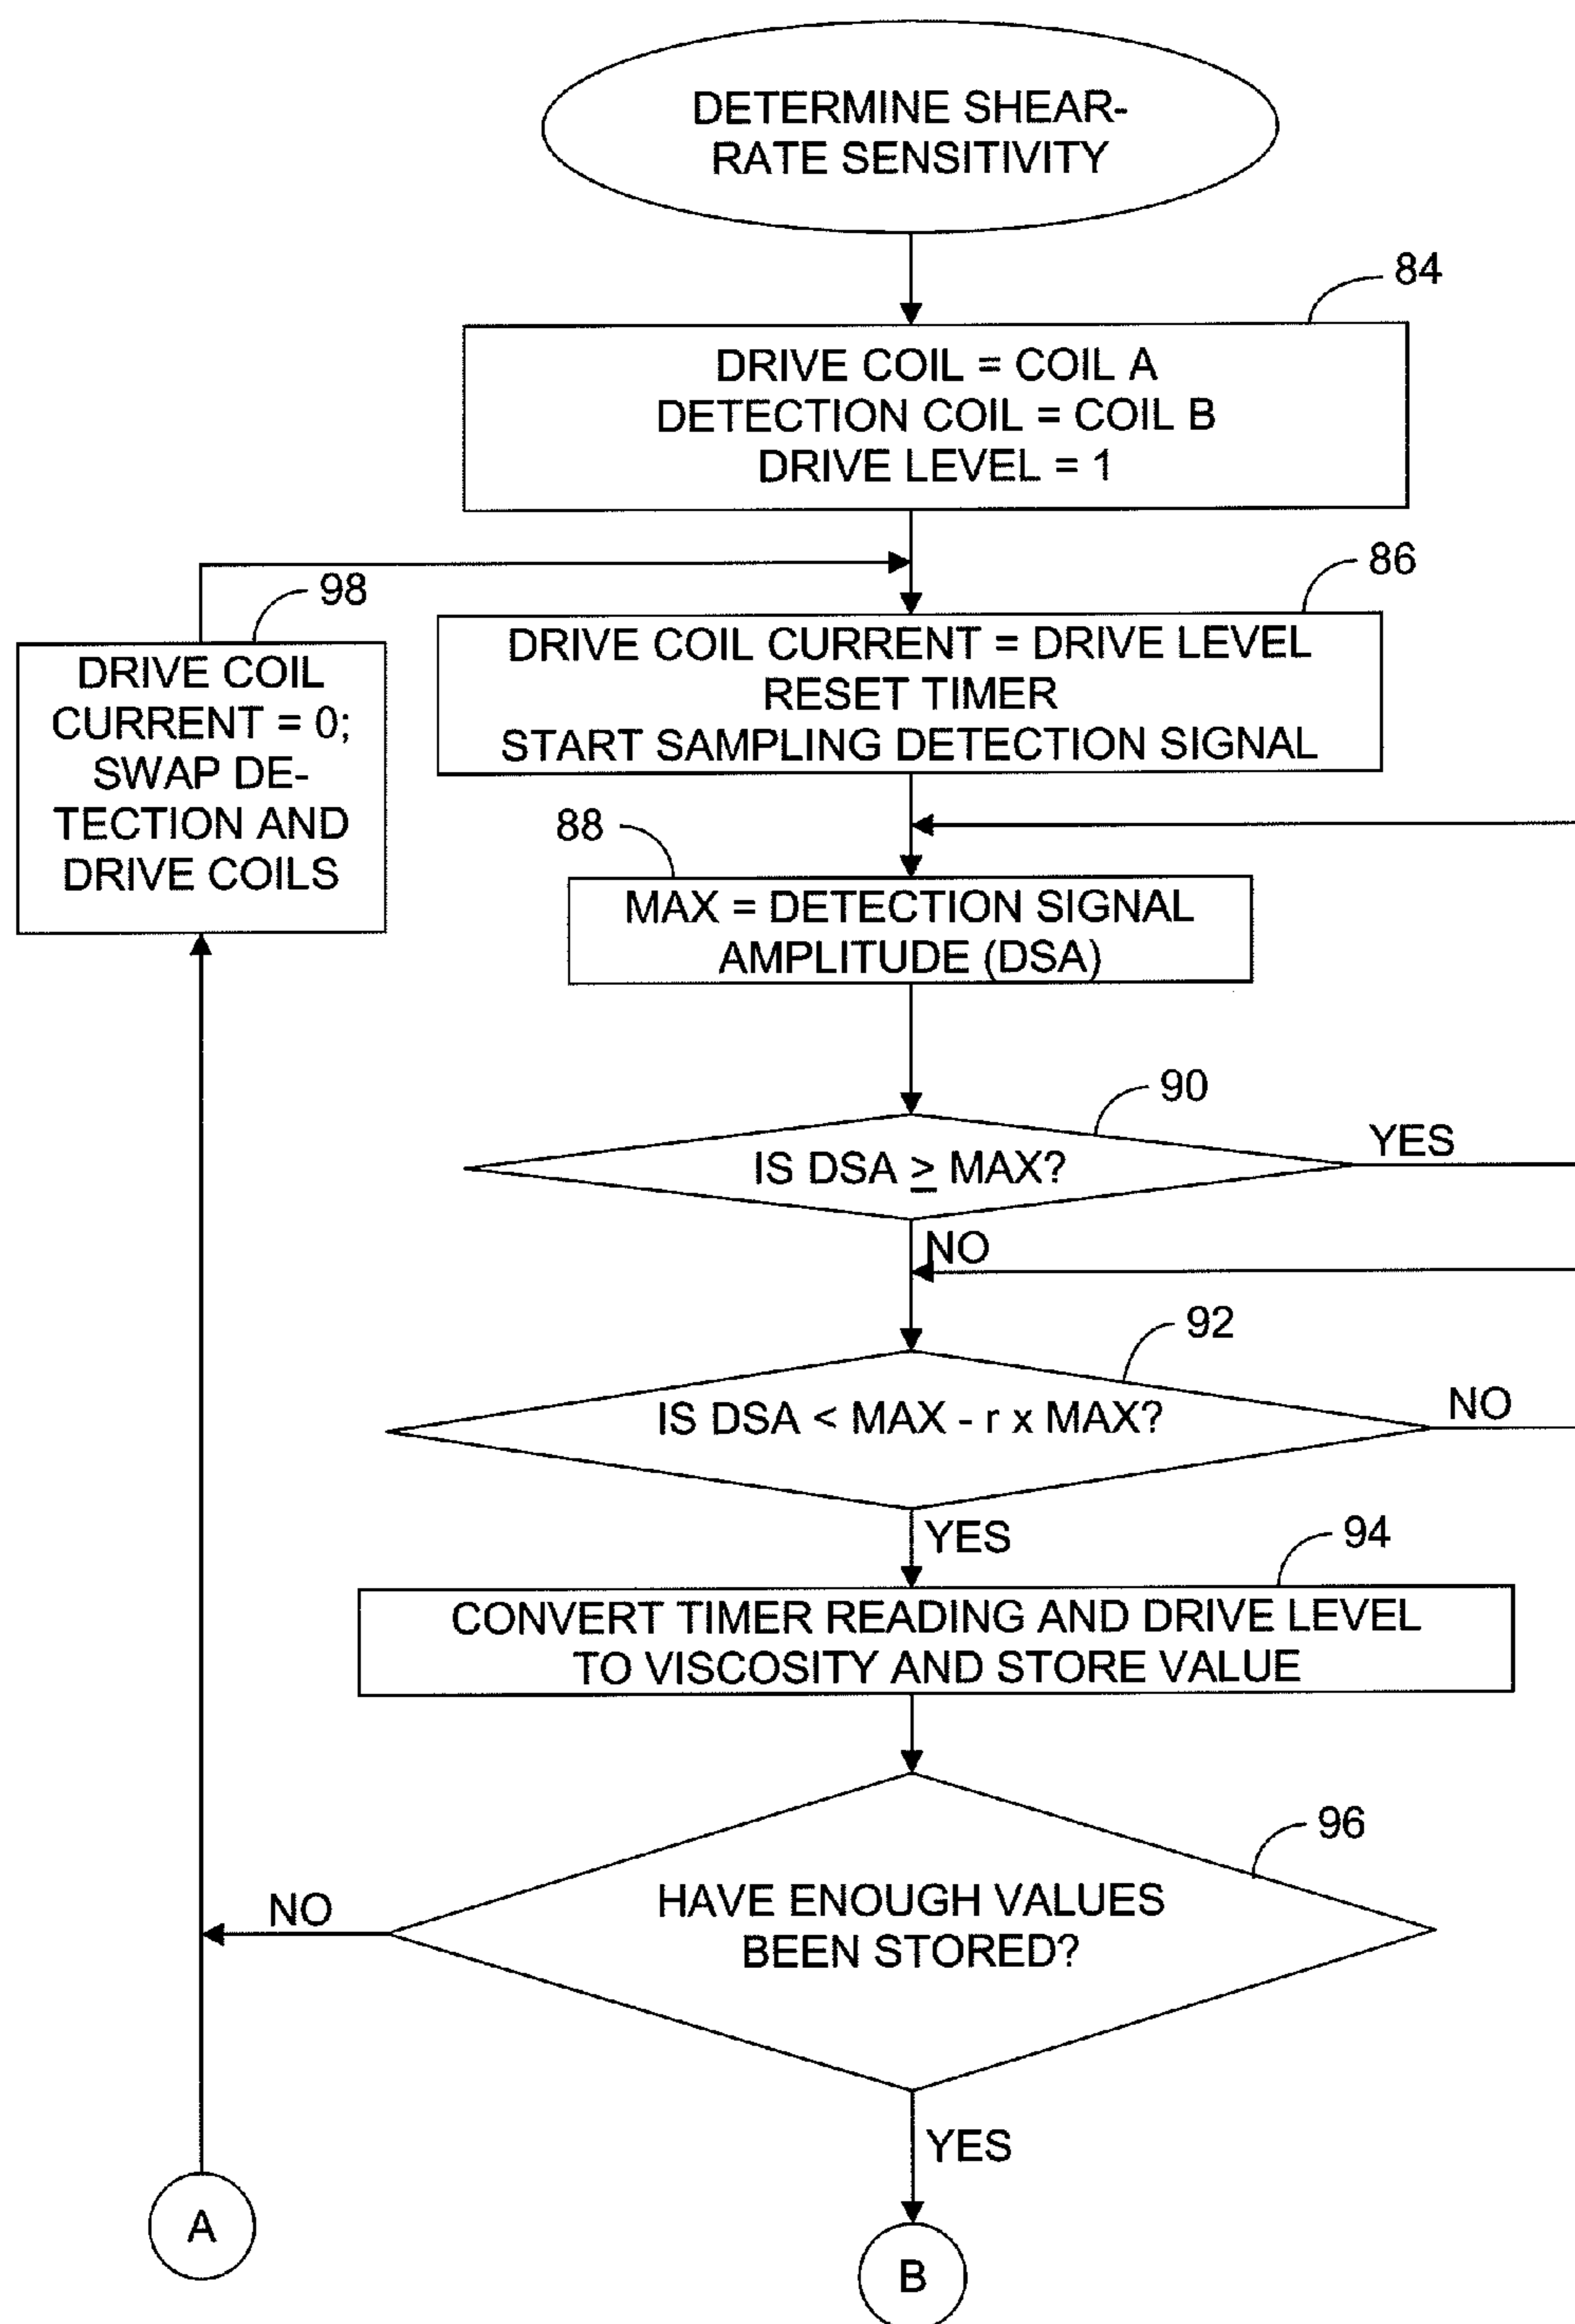 DETERMINE SHEAR-
RATE SENSITIVITY
84
DRIVE COIL = COIL A
DETECTION COIL = COIL B
DRIVE LEVEL = 1
86
DRIVE COIL CURRENT = DRIVE LEVEL
RESET TIMER
START SAMPLING DETECTION SIGNAL
98
DRIVE COIL
CURRENT = 0;
SWAP DE-
TECTION AND
DRIVE COILS
88
MAX = DETECTION SIGNAL
AMPLITUDE (DSA)
90
IS DSA ≥ MAX?
YES
NO
92
IS DSA < MAX - r x MAX?
NO
YES
94
CONVERT TIMER READING AND DRIVE LEVEL
TO VISCOSITY AND STORE VALUE
96
HAVE ENOUGH VALUES
BEEN STORED?
NO
YES
A
B